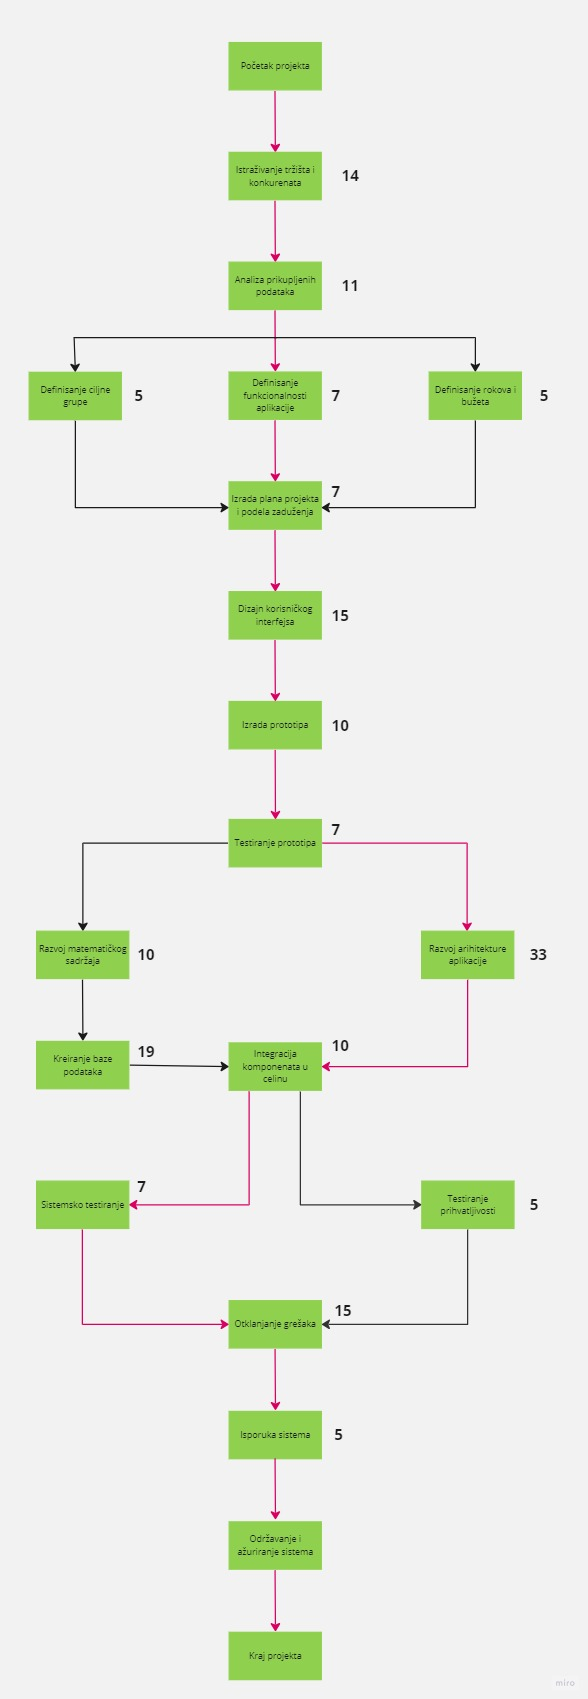 Početak projekta
Istraživanje tržišta i
konkurenata
14
Analiza prikupljenih
podataka
11
Definisanje ciljne
grupe
5
Definisanje
funkcionalnosti
aplikacije
7
Definisanje rokova i
bužeta
5
Izrada plana projekta
i podela zaduženja
7
Dizajn korisničkog
interfejsa
15
Izrada prototipa
10
Testiranje prototipa
7
Razvoj matematičkog
sadržaja
10
Razvoj arihitekture
aplikacije
33
Kreiranje baze
podataka
19
Integracija
komponenata u
celinu
10
Sistemsko testiranje
7
Testiranje
prihvatljivosti
5
Otklanjanje grešaka
15
Isporuka sistema
5
Održavanje i
ažuriranje sistema
Kraj projekta
miro